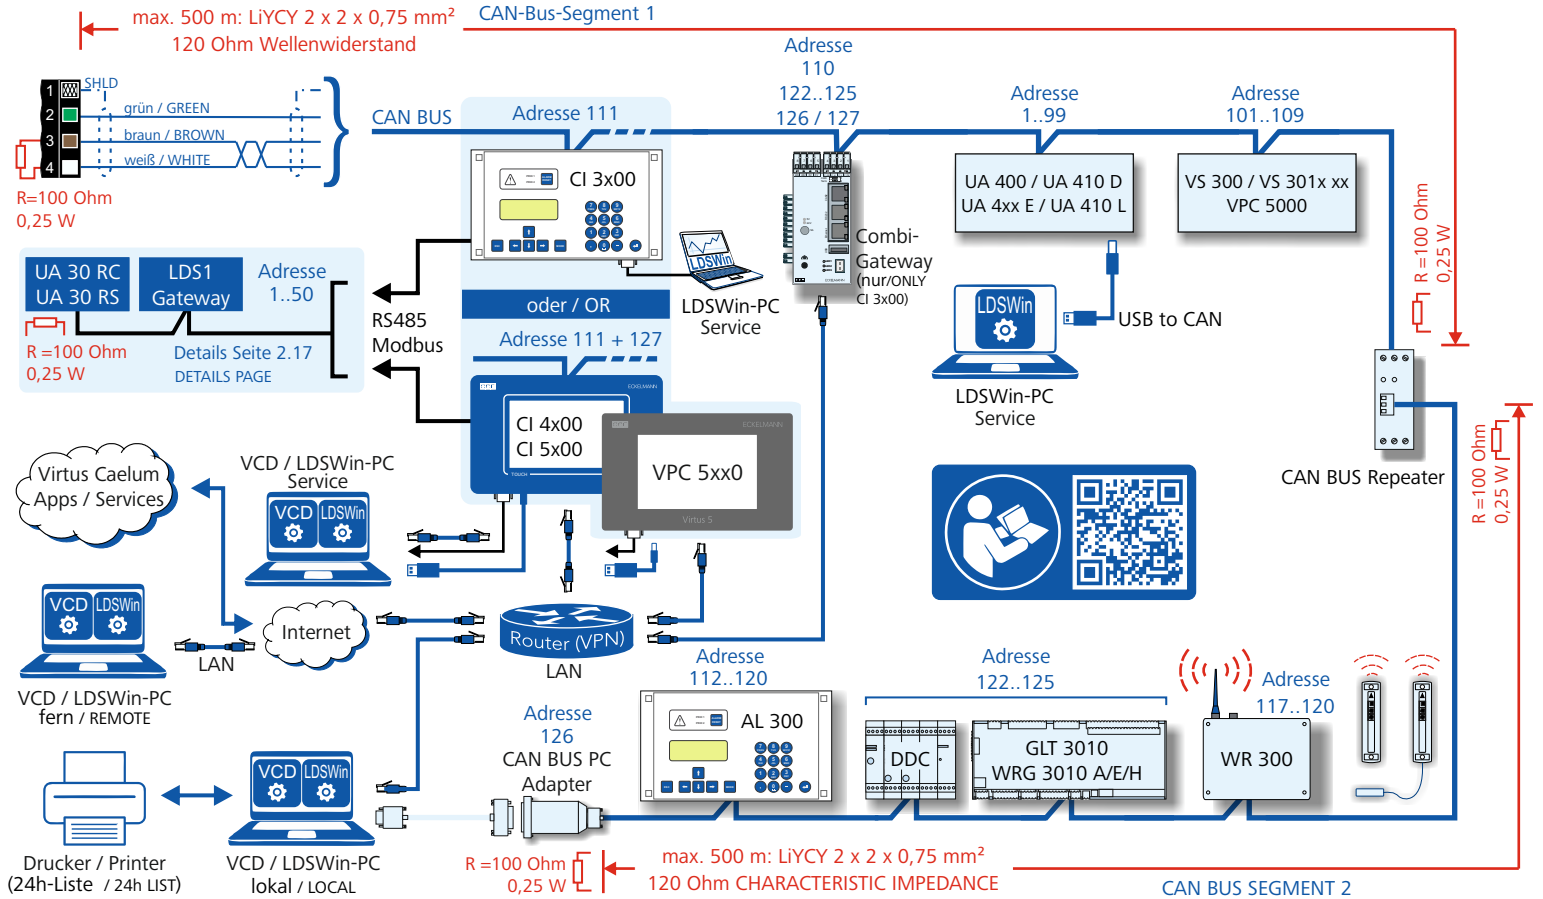 max. 500 m: LiYCY 2 x 2 x 0,75 mm²
120 Ohm Wellenwiderstand
CAN-Bus-Segment 1
1
SHLD
2
grün / GREEN
3
braun / BROWN
4
weiß / WHITE
R=100 Ohm
0,25 W
CAN BUS
Adresse 111
CI 3x00
Adresse
110
122..125
126 / 127
Adresse
1..99
Adresse
101..109
UA 400 / UA 410 D
UA 4xx E / UA 410 L
VS 300 / VS 301x xx
VPC 5000
R=100 Ohm
0,25 W
Combi-
Gateway
(nur/ONLY
CI 3x00)
LDSWin
LDSWin-PC
Service
UA 30 RC
UA 30 RS
LDS1
Gateway
Adresse
1..50
R =100 Ohm
0,25 W
Details Seite 2.17
DETAILS PAGE
RS485
Modbus
oder / OR
Adresse 111 + 127
ECKELMANN
CI 4x00
CI 5x00
TOUCH
ECKELMANN
VPC 5xx0
Virtus 5
LDSWin
USB to CAN
LDSWin-PC
Service
CAN BUS Repeater
R =100 Ohm
0,25 W
Virtus Caelum
Apps / Services
VCD / LDSWin-PC
Service
VCD
LDSWin
VCD
LDSWin
Internet
LAN
VCD / LDSWin-PC
fern / REMOTE
Router (VPN)
LAN
Adresse
126
CAN BUS PC
Adapter
Adresse
112..120
AL 300
Adresse
122..125
DDC
GLT 3010
WRG 3010 A/E/H
Adresse
117..120
WR 300
Drucker / Printer
(24h-Liste / 24h LIST)
VCD
LDSWin
VCD / LDSWin-PC
lokal / LOCAL
R =100 Ohm
0,25 W
max. 500 m: LiYCY 2 x 2 x 0,75 mm²
120 Ohm CHARACTERISTIC IMPEDANCE
CAN BUS SEGMENT 2